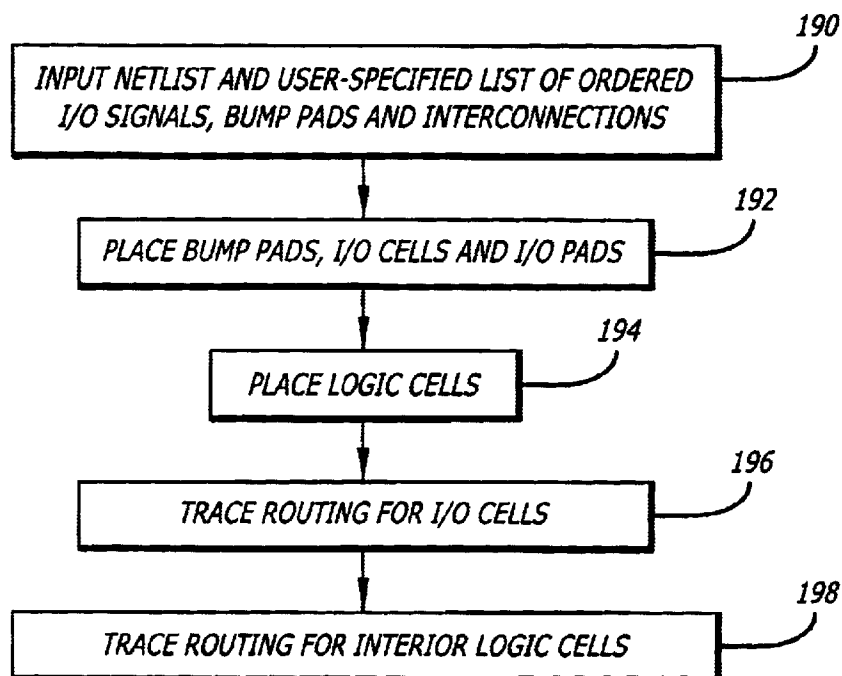 190
INPUT NETLIST AND USER-SPECIFIED LIST OF ORDERED
I/O SIGNALS, BUMP PADS AND INTERCONNECTIONS
192
PLACE BUMP PADS, I/O CELLS AND I/O PADS
194
PLACE LOGIC CELLS
196
TRACE ROUTING FOR I/O CELLS
198
TRACE ROUTING FOR INTERIOR LOGIC CELLS